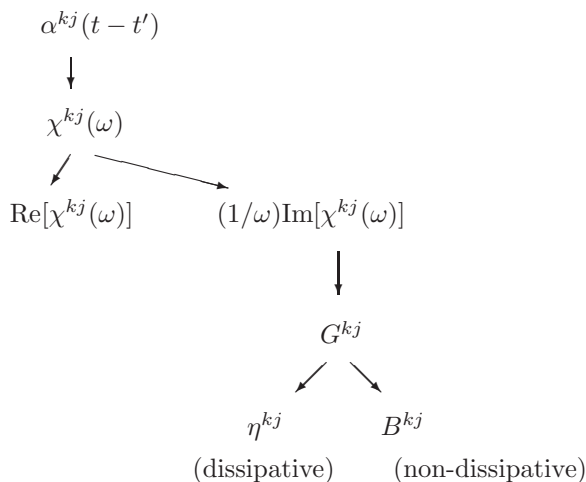 α^{kj}(t − t′)
χ^{kj}(ω)
Re[χ^{kj}(ω)] (1/ω)Im[χ^{kj}(ω)]
G^{kj}
η^{kj} B^{kj}
(dissipative) (non-dissipative)